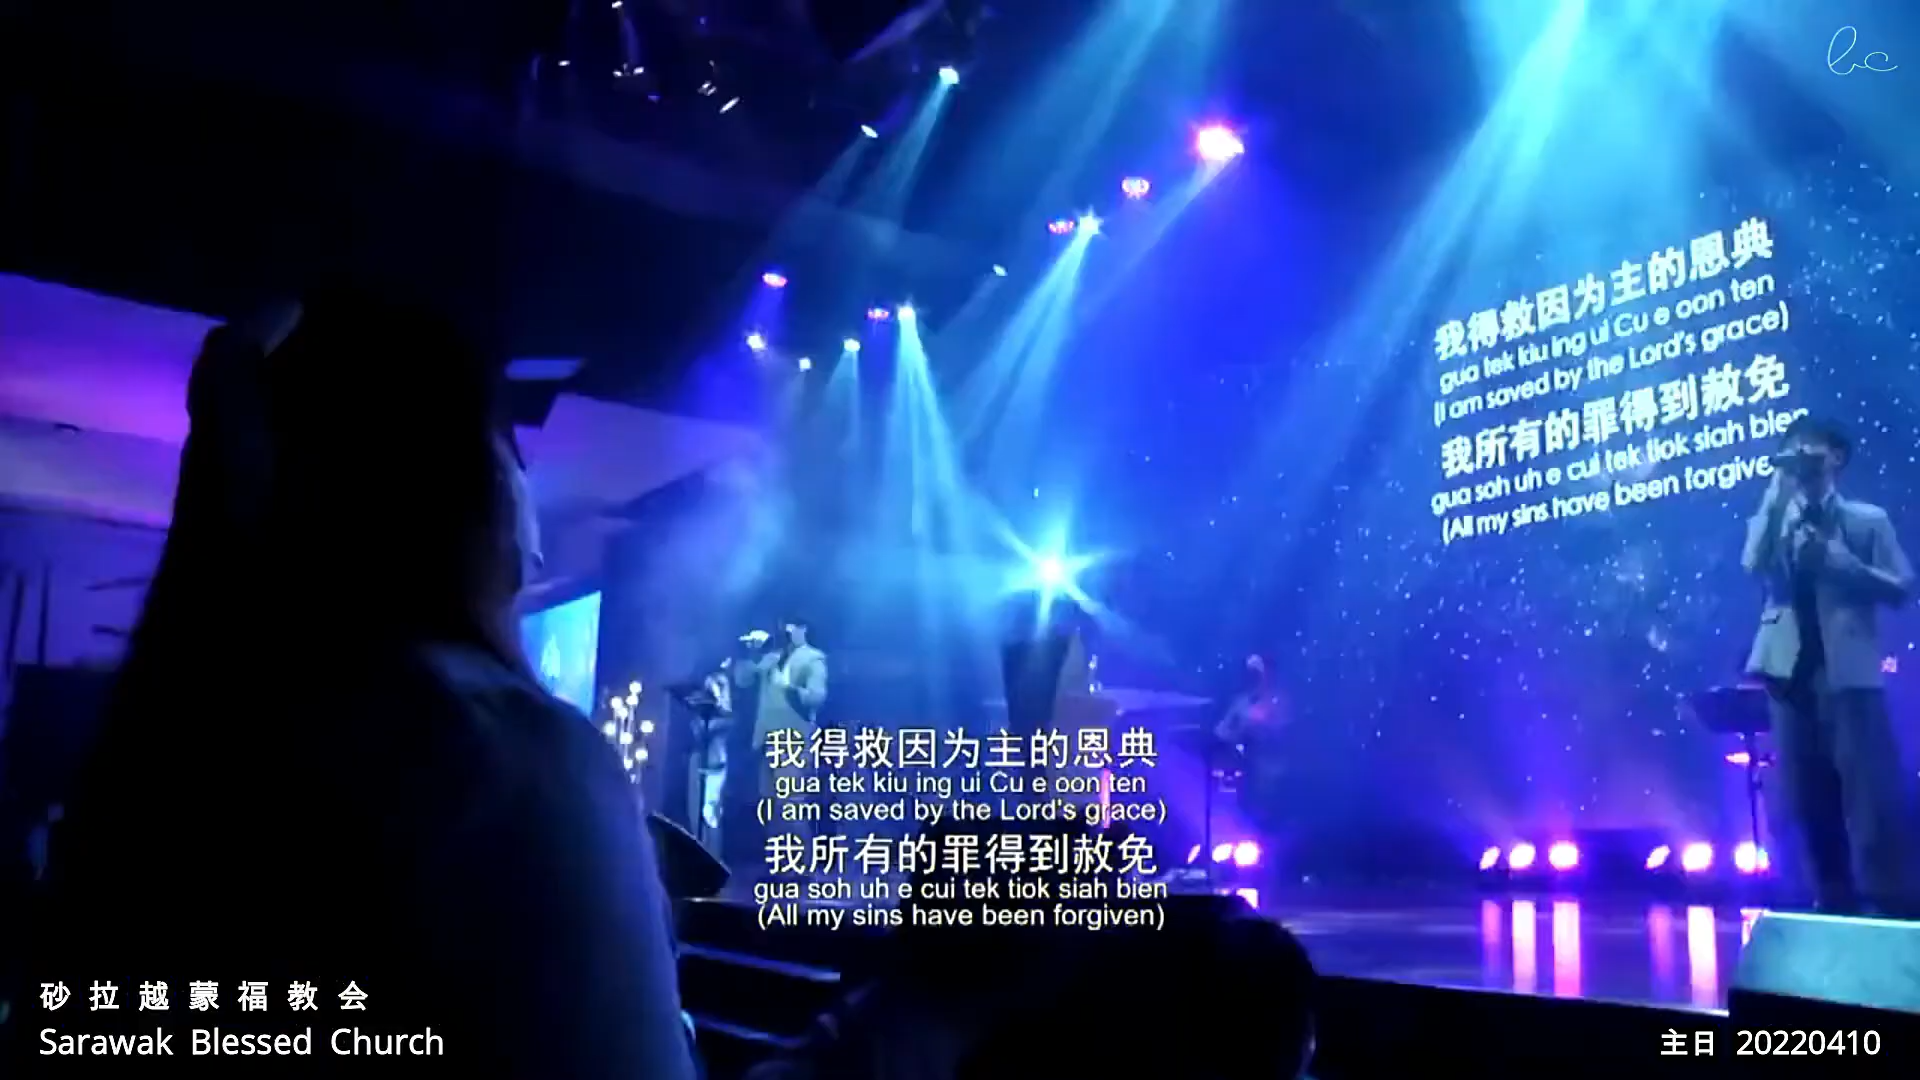 bc
我得救因为主的恩典
gua tek kiu ing ui Cu e oon ten
(I am saved by the Lord's grace)
我所有的罪得到赦免
gua soh uh e cui tek tiok siah bien
(All my sins have been forgive
我得救因为主的恩典
gua tek kiu ing ui Cu e oon ten
(I am saved by the Lord's grace)
我所有的罪得到赦免
gua soh uh e cui tek tiok siah bien
(All my sins have been forgiven)
砂拉越蒙福教会
Sarawak Blessed Church
主日 20220410